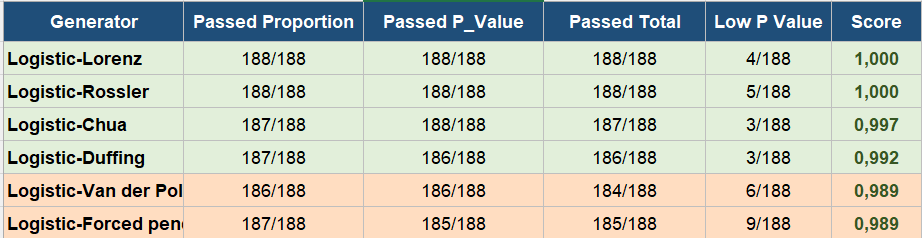 Generator Passed Proportion Passed P_Value Passed Total Low P Value Score
Logistic-Lorenz 188/188 188/188 188/188 4/188 1,000
Logistic-Rossler 188/188 188/188 188/188 5/188 1,000
Logistic-Chua 187/188 188/188 187/188 3/188 0,997
Logistic-Duffing 187/188 186/188 186/188 3/188 0,992
Logistic-Van der Pol 186/188 186/188 184/188 6/188 0,989
Logistic-Forced pen 187/188 185/188 185/188 9/188 0,989